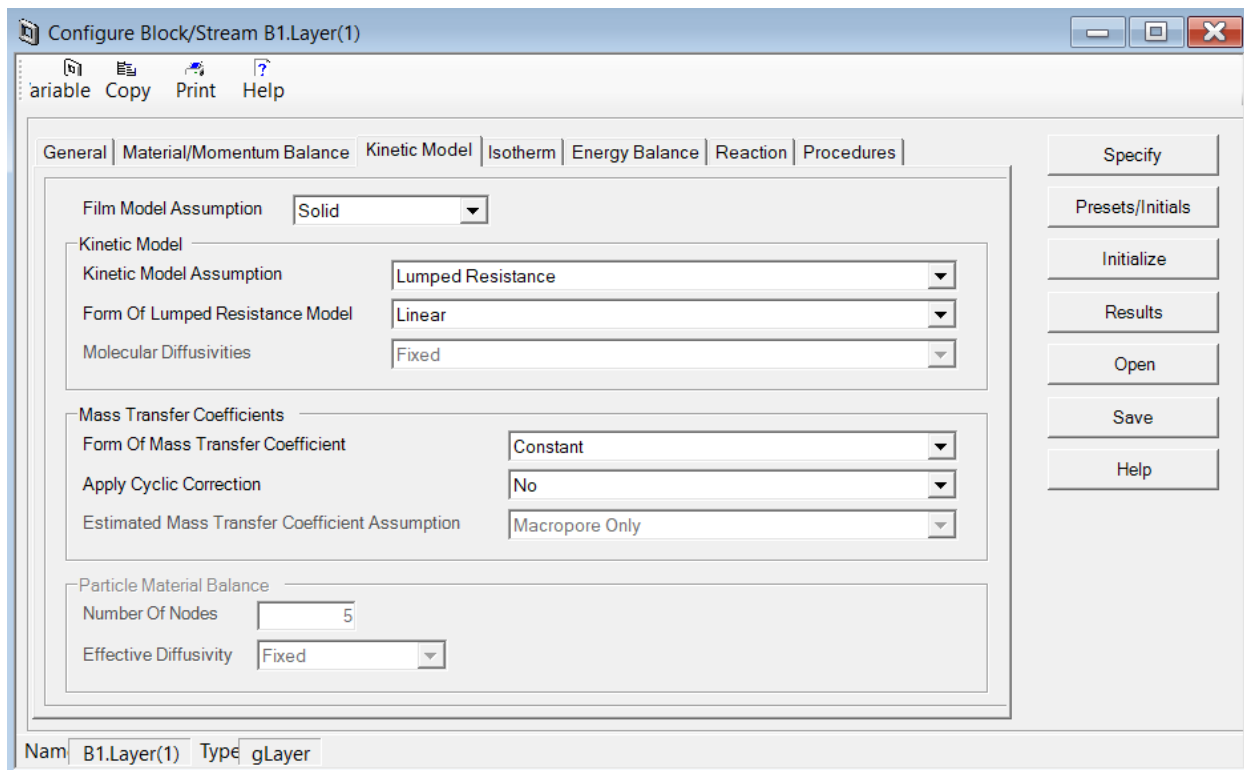 Configure Block/Stream B1.Layer(1)
ariable Copy Print Help
General Material/Momentum Balance Kinetic Model Isotherm Energy Balance Reaction Procedures
Film Model Assumption Solid
Kinetic Model
Kinetic Model Assumption Lumped Resistance
Form Of Lumped Resistance Model Linear
Molecular Diffusivities Fixed
Mass Transfer Coefficients
Form Of Mass Transfer Coefficient Constant
Apply Cyclic Correction No
Estimated Mass Transfer Coefficient Assumption Macropore Only
Particle Material Balance
Number Of Nodes 5
Effective Diffusivity Fixed
Specify
Presets/Initials
Initialize
Results
Open
Save
Help
Nam B1.Layer(1) Type gLayer